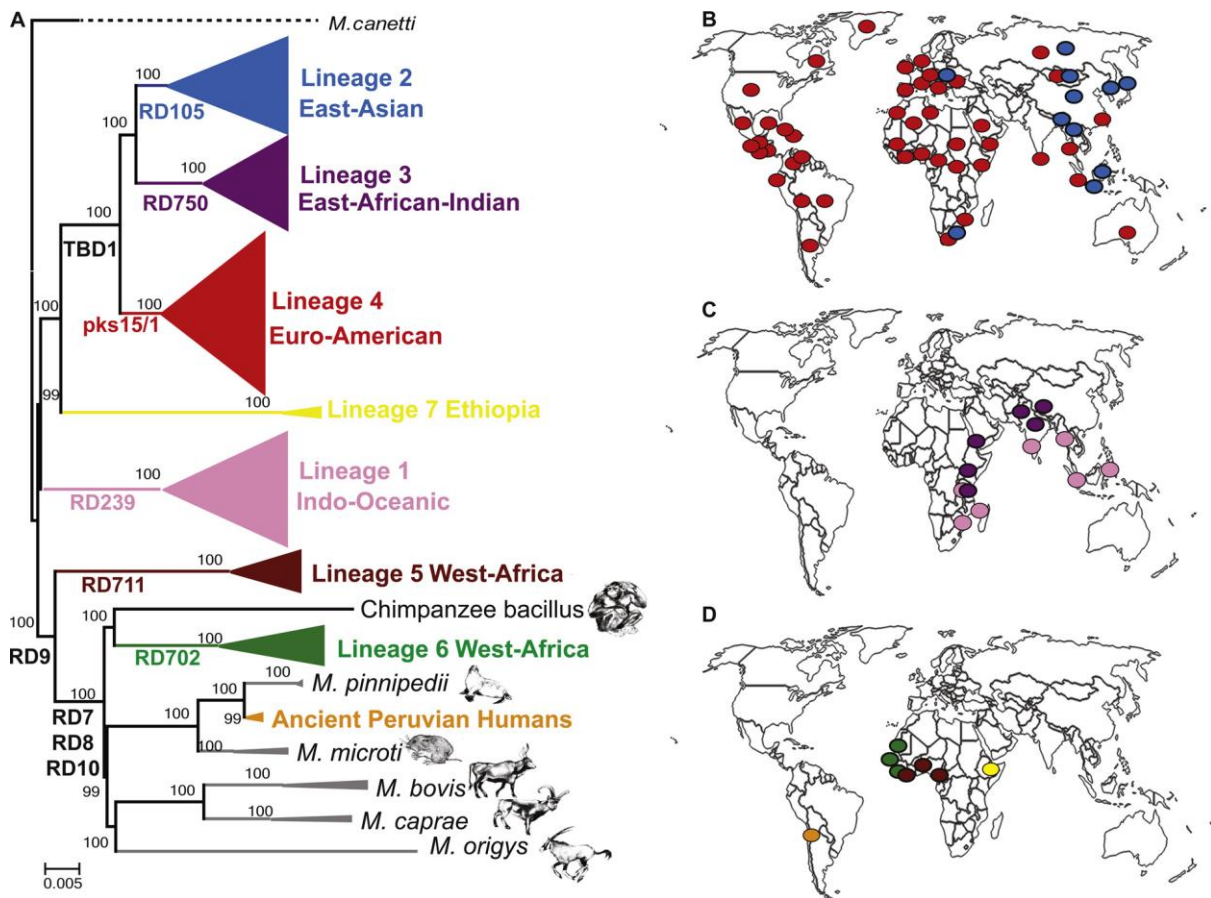 A
M.canetti
100
RD105
Lineage 2
East-Asian
100
RD750
Lineage 3
East-African-Indian
100
TBD1
100
pks15/1
Lineage 4
Euro-American
100
99
100
Lineage 7 Ethiopia
100
RD239
Lineage 1
Indo-Oceanic
100
RD711
Lineage 5 West-Africa
100
RD9
100
Chimpanzee bacillus
100
RD702
Lineage 6 West-Africa
100
RD7
RD8
RD10
99
100
100
M. pinnipedii
99
Ancient Peruvian Humans
100
M. microti
100
100
M. bovis
100
M. caprae
100
M. origys
0.005
B
C
D